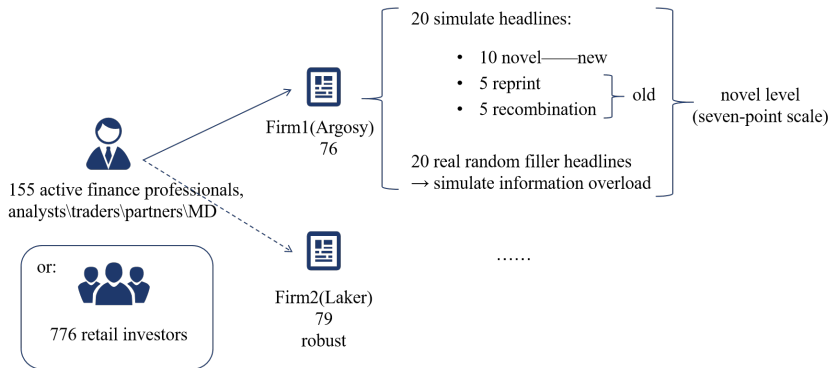 155 active finance professionals,
analysts\traders\partners\MD
or:
776 retail investors
Firm1(Argosy)
76
Firm2(Laker)
79
robust
20 simulate headlines:
• 10 novel——new
• 5 reprint
• 5 recombination
old
20 real random filler headlines
→ simulate information overload
......
novel level
(seven-point scale)